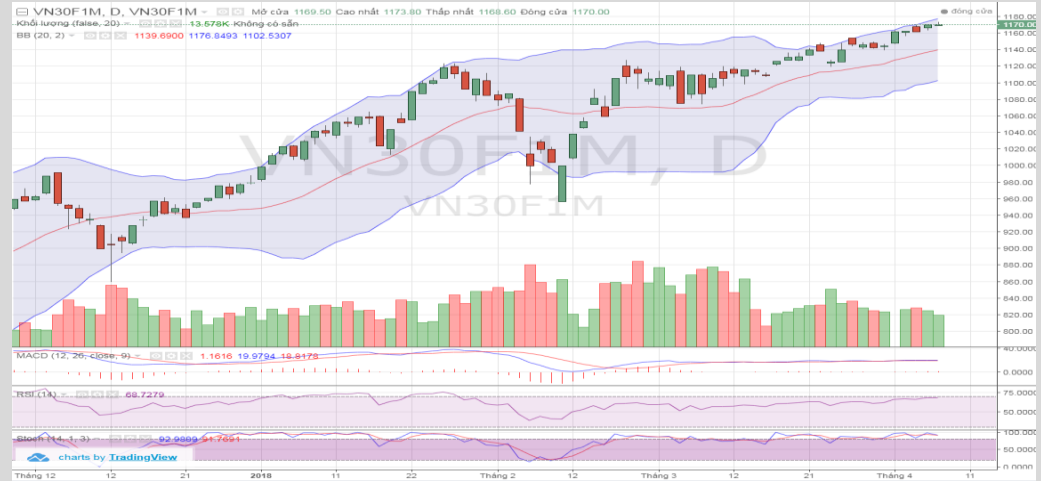 VN30F1M, D, VN30F1M Mở cửa 1169.50 Cao nhất 1173.80 Thấp nhất 1168.60 Đóng cửa 1170.00
đóng cửa
Khối lượng (false, 20) 13.578K Không có sẵn
BB (20, 2) 1139.6900 1176.8493 1102.5307
1180.00
1170.00
1160.00
1140.00
1120.00
1100.00
1080.00
1060.00
1040.00
1020.00
1000.00
980.00
960.00
940.00
920.00
900.00
880.00
860.00
840.00
820.00
800.00
VN30F1M, D
VN30F1M
MACD (12, 26, close, 9) 1.1616 19.9794 18.8178
40.0000
0.0000
RSI (14) 68.7279
75.0000
50.0000
Stoch (14, 1, 3) 92.9889 91.7691
100.0000
50.0000
0.0000
charts by TradingView
Tháng 12 12 21 2018 11 22 Tháng 2 12 Tháng 3 12 21 Tháng 4 11